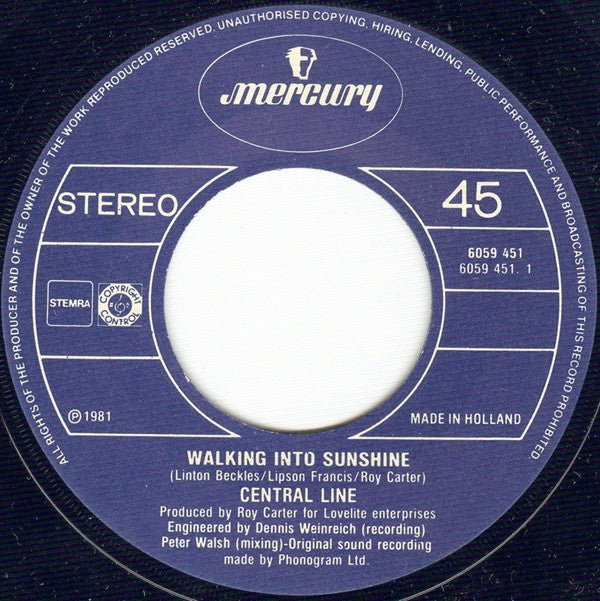 ALL RIGHTS OF THE PRODUCER AND OF THE OWNER OF THE WORK REPRODUCED RESERVED. UNAUTHORISED COPYING, HIRING, LENDING, PUBLIC PERFORMANCE AND BROADCASTING OF THIS RECORD PROHIBITED
mercury
STEREO
45
6059 451
6059 451. 1
STEMRA
COPYRIGHT CONTROL
℗ 1981
MADE IN HOLLAND
WALKING INTO SUNSHINE
(Linton Beckles/Lipson Francis/Roy Carter)
CENTRAL LINE
Produced by Roy Carter for Lovelite enterprises
Engineered by Dennis Weinreich (recording)
Peter Walsh (mixing)-Original sound recording
made by Phonogram Ltd.